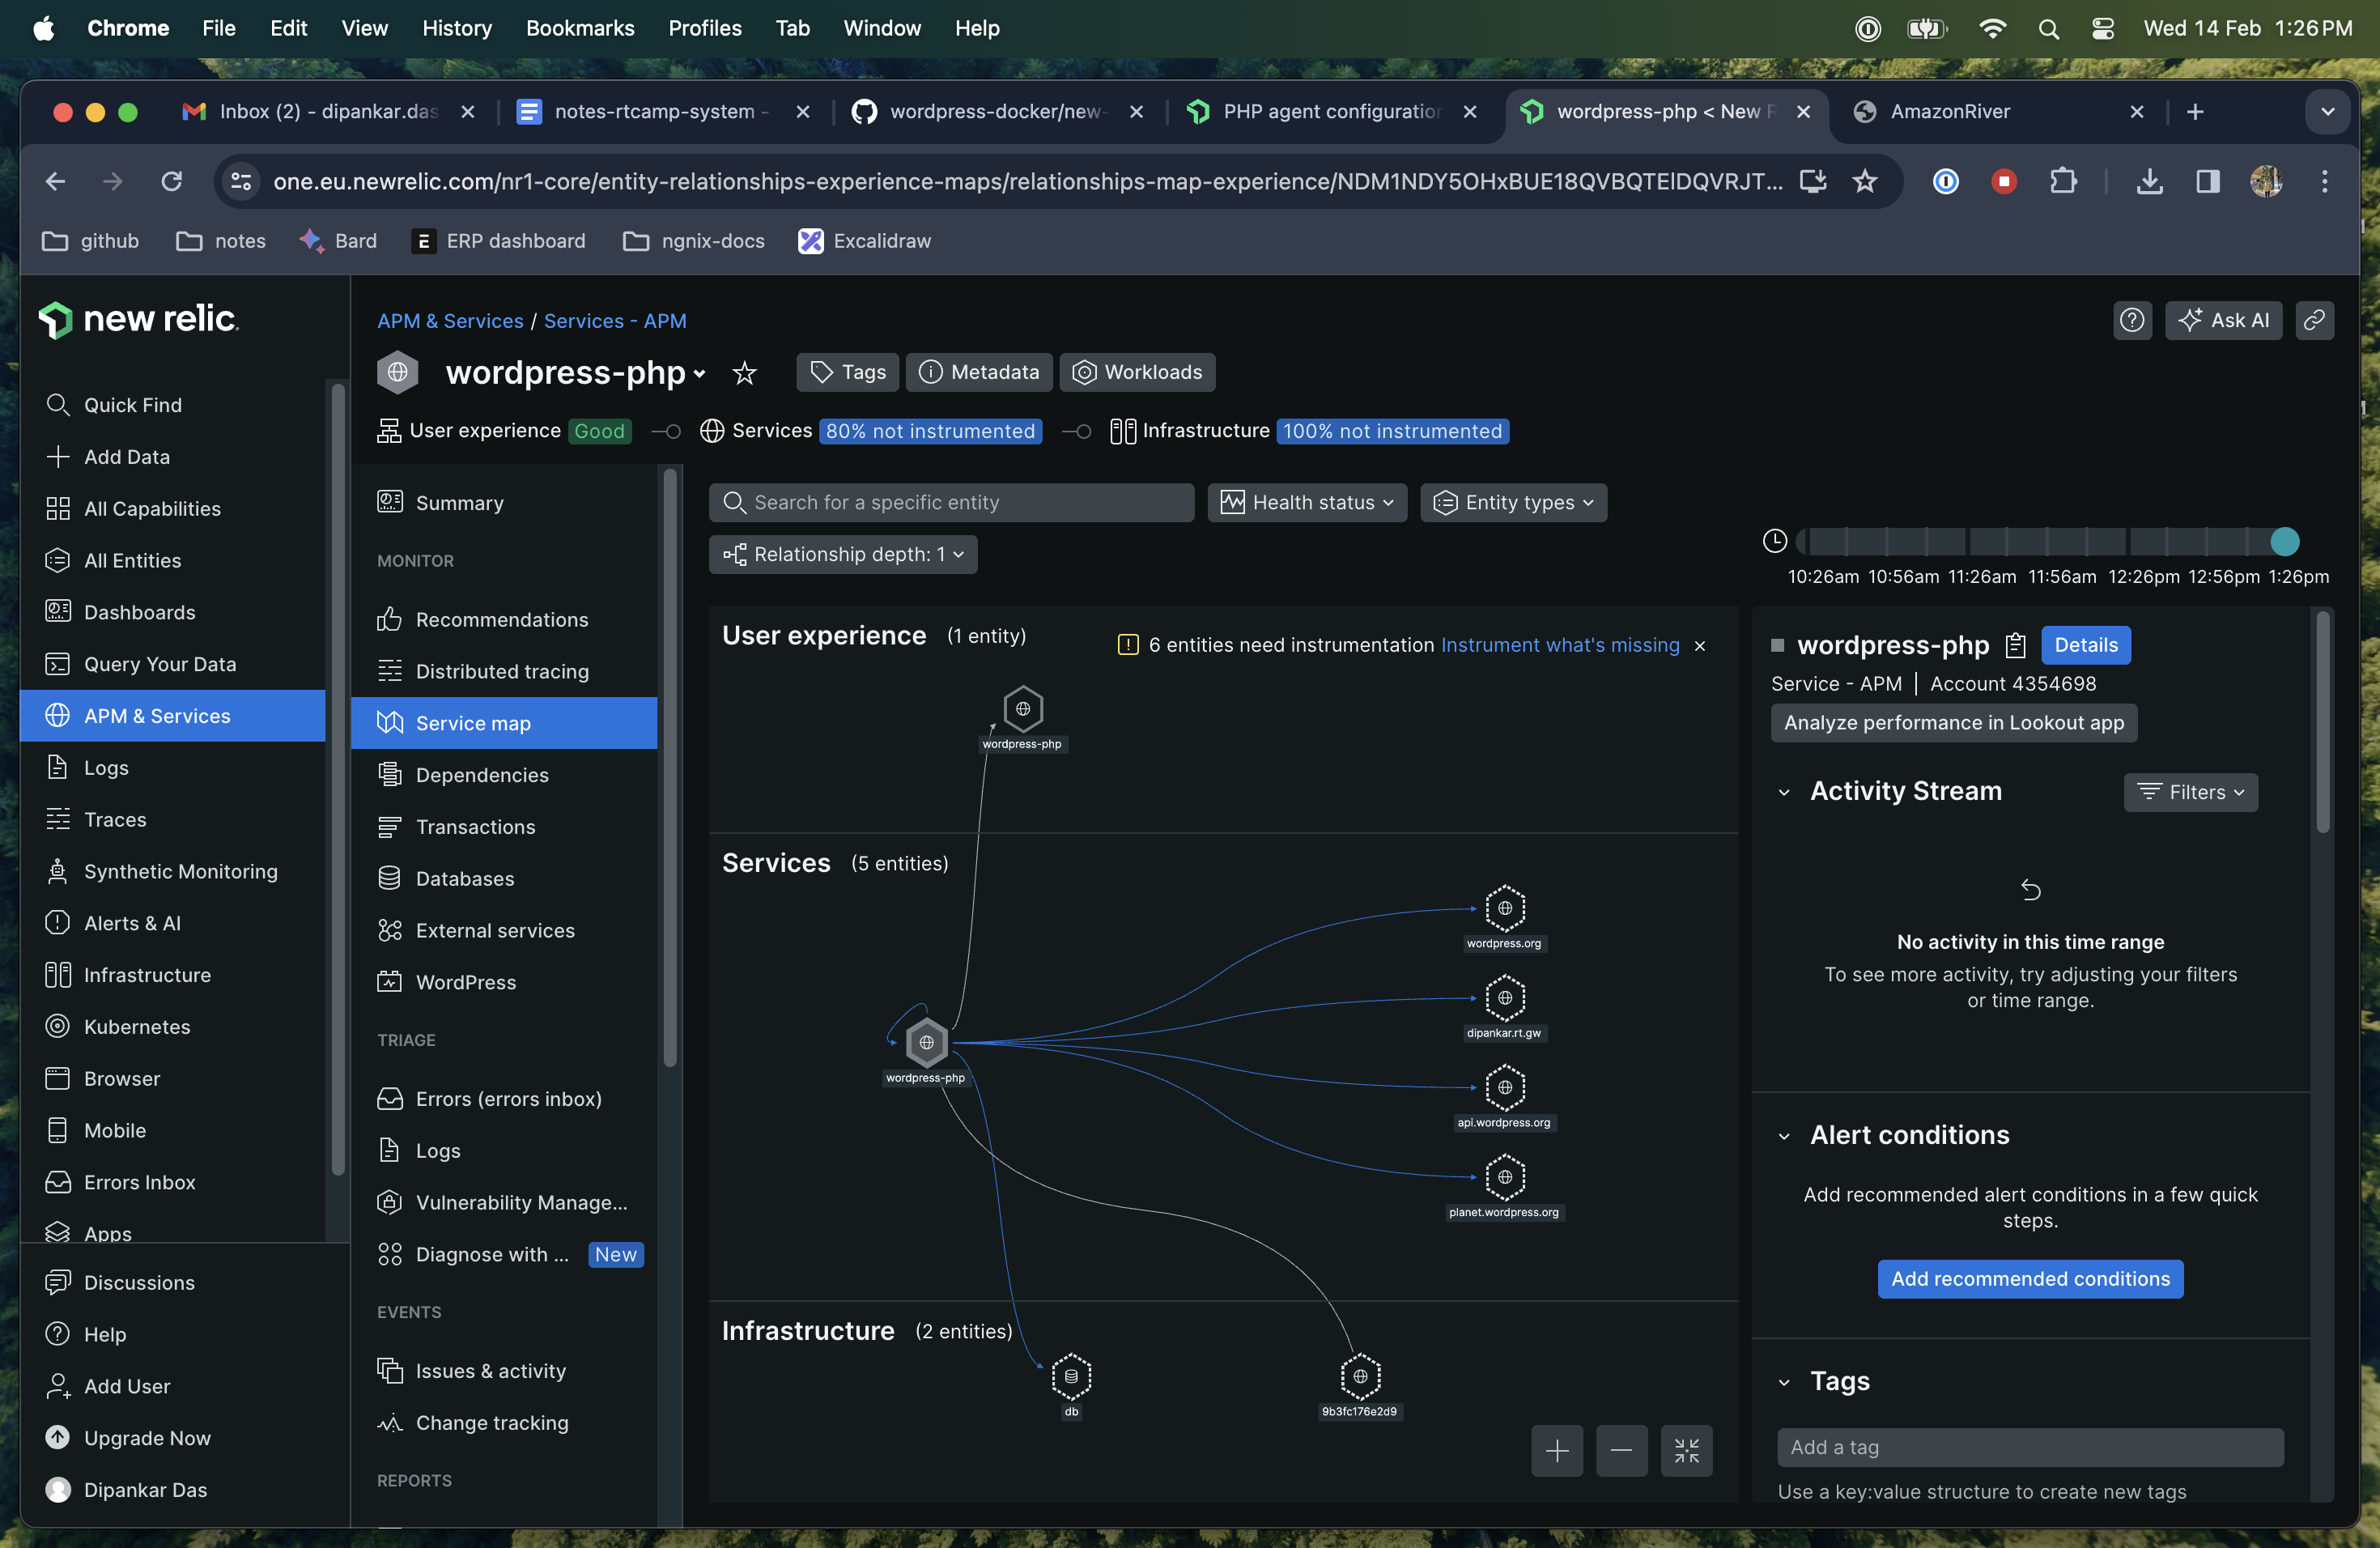 Chrome File Edit View History Bookmarks Profiles Tab Window Help Wed 14 Feb 1:26 PM
Inbox (2) - dipankar.das notes-rtcamp-system - wordpress-docker/new- PHP agent configuration wordpress-php < New R AmazonRiver
one.eu.newrelic.com/nr1-core/entity-relationships-experience-maps/relationships-map-experience/NDM1NDY5OHxBUE18QVBQTElDQVRJT...
github notes Bard ERP dashboard ngnix-docs Excalidraw
new relic
Quick Find
Add Data
All Capabilities
All Entities
Dashboards
Query Your Data
APM & Services
Logs
Traces
Synthetic Monitoring
Alerts & AI
Infrastructure
Kubernetes
Browser
Mobile
Errors Inbox
Apps
Discussions
Help
Add User
Upgrade Now
Dipankar Das
APM & Services / Services - APM
Ask AI
wordpress-php Tags Metadata Workloads
User experience Good Services 80% not instrumented Infrastructure 100% not instrumented
Summary
MONITOR
Recommendations
Distributed tracing
Service map
Dependencies
Transactions
Databases
External services
WordPress
TRIAGE
Errors (errors inbox)
Logs
Vulnerability Manage...
Diagnose with ... New
EVENTS
Issues & activity
Change tracking
REPORTS
Search for a specific entity Health status Entity types
Relationship depth: 1
10:26am 10:56am 11:26am 11:56am 12:26pm 12:56pm 1:26pm
User experience (1 entity)
6 entities need instrumentation Instrument what's missing
wordpress-php
Services (5 entities)
wordpress.org
dipankar.rt.gw
wordpress-php
api.wordpress.org
planet.wordpress.org
Infrastructure (2 entities)
db
9b3fc176e2d9
wordpress-php Details
Service - APM | Account 4354698
Analyze performance in Lookout app
Activity Stream Filters
No activity in this time range
To see more activity, try adjusting your filters
or time range.
Alert conditions
Add recommended alert conditions in a few quick
steps.
Add recommended conditions
Tags
Add a tag
Use a key:value structure to create new tags